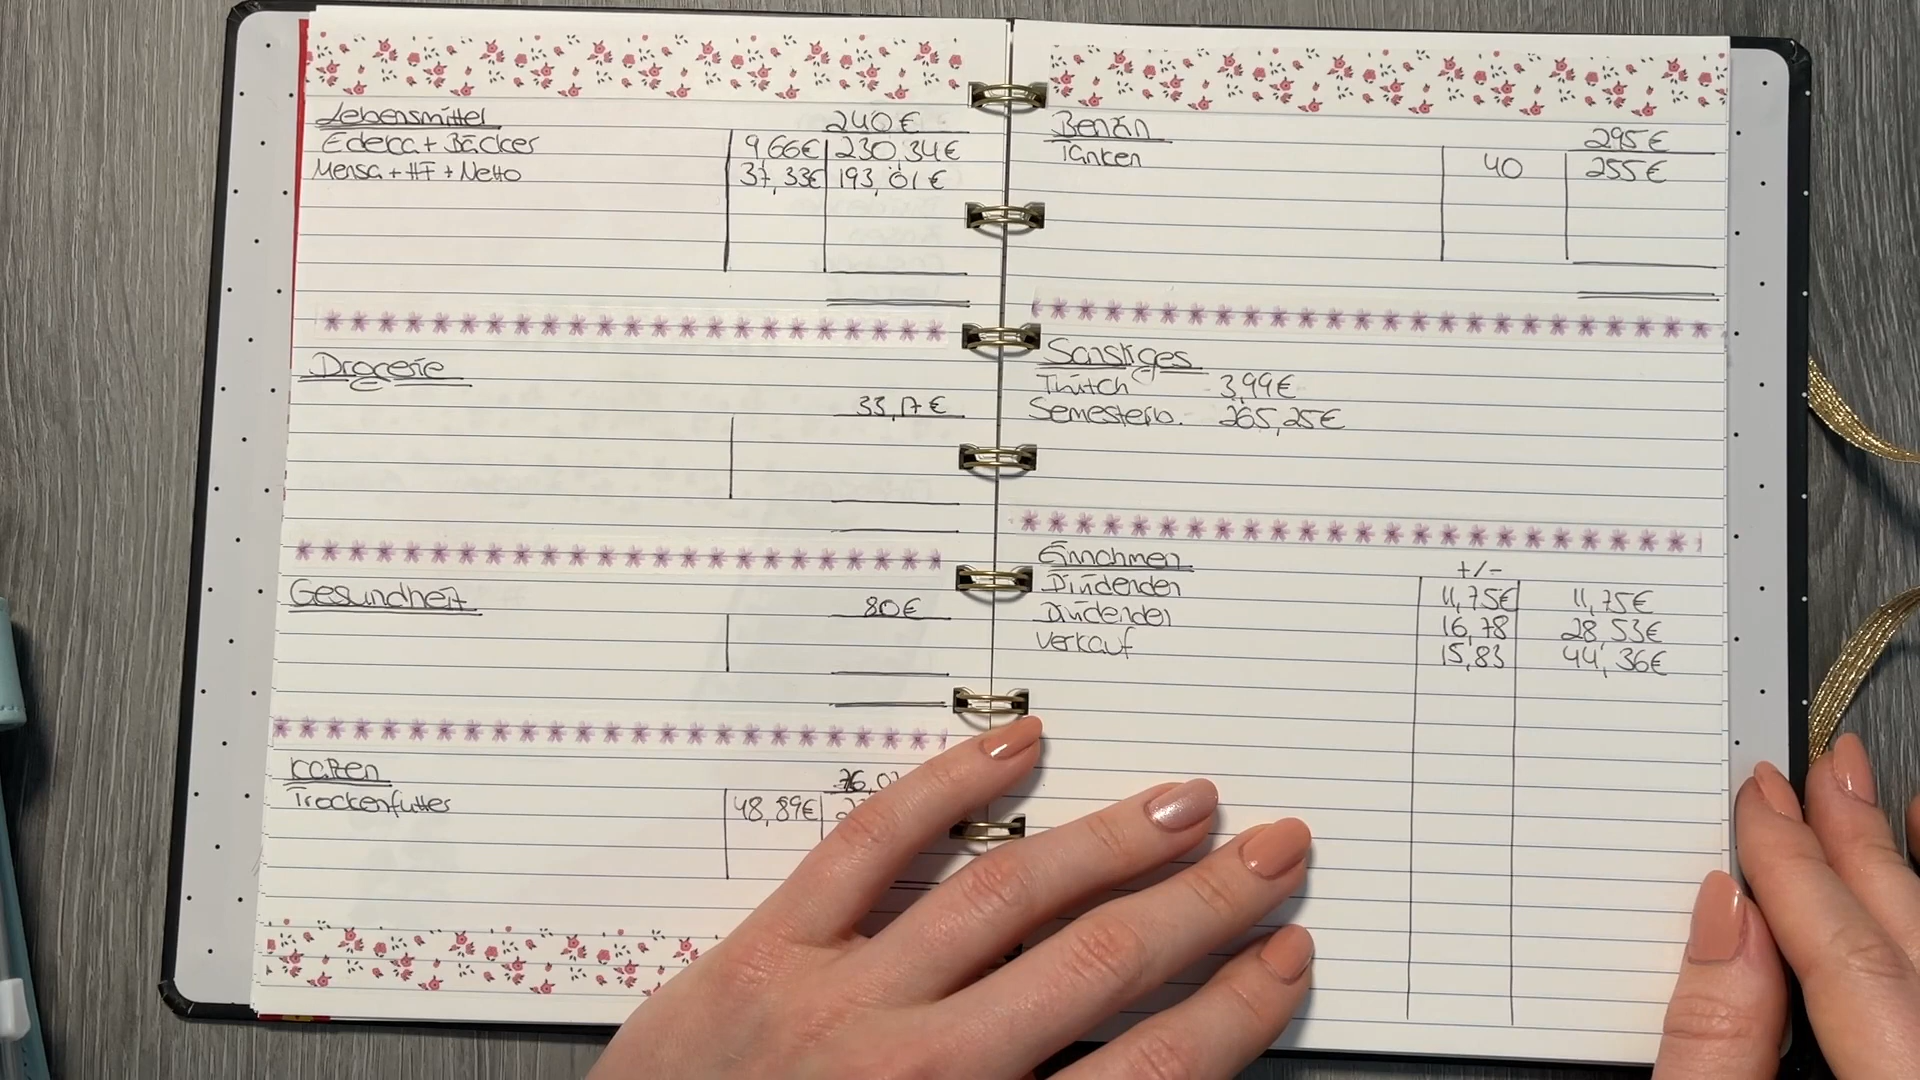 Lebensmittel 240€
Edeka + Bäcker 9,66€ 230,34€
Mensa + HF + Netto 37,33€ 193,01€
Drogerie
33,17€
Gesundheit 80€
Katzen
Trockenfutter 48,89€
Benzin 295€
Tanken 40 255€
Sonstiges
Twitch 3,99€
Semesterb. 265,25€
Einnahmen +/-
Dividenden 11,75€ 11,75€
Dividenden 16,78 28,53€
Verkauf 15,83 44,36€